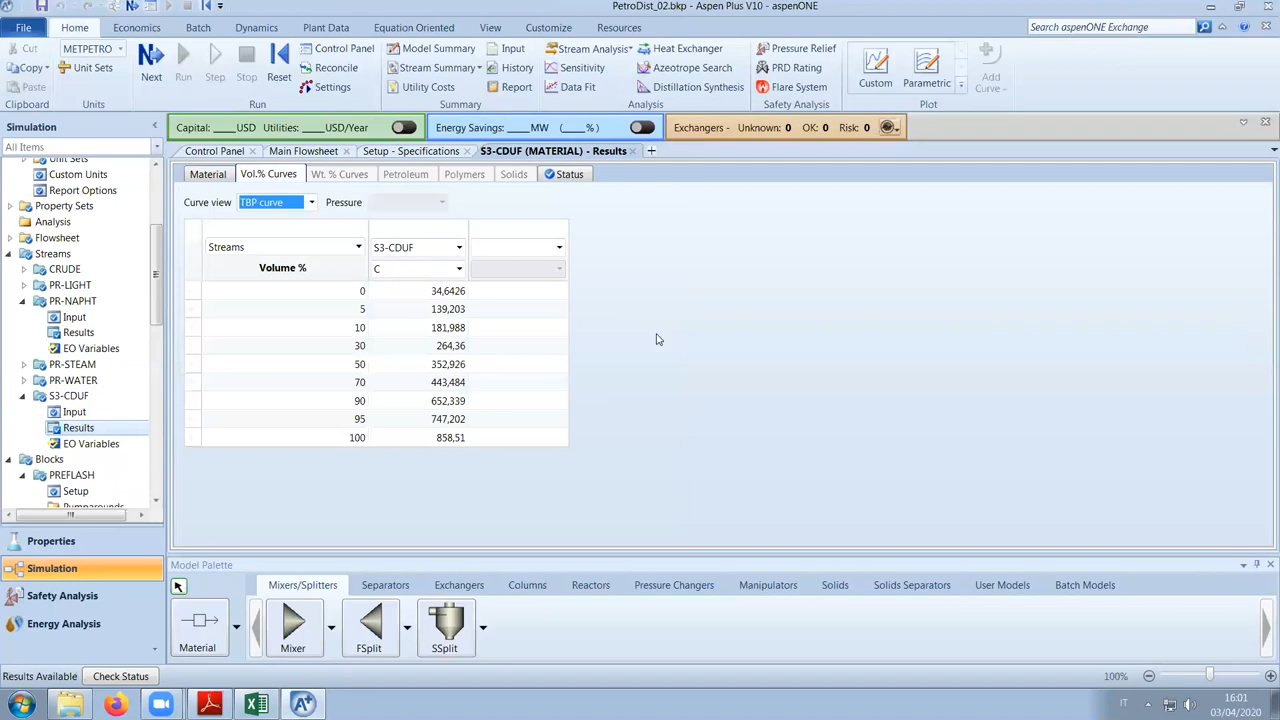 PetroDist_02.bkp - Aspen Plus V10 - aspenONE
File Home Economics Batch Dynamics Plant Data Equation Oriented View Customize Resources Search aspenONE Exchange
Cut METPETRO Control Panel Model Summary Input Stream Analysis Heat Exchanger Pressure Relief
Copy Unit Sets Next Run Step Stop Reset Reconcile Stream Summary History Sensitivity Azeotrope Search PRD Rating Custom Parametric Add Curve
Paste Settings Utility Costs Report Data Fit Distillation Synthesis Flare System
Clipboard Units Run Summary Analysis Safety Analysis Plot
Simulation Capital: ____USD Utilities: ____USD/Year Energy Savings: ____MW (____%) Exchangers - Unknown: 0 OK: 0 Risk: 0
All Items Control Panel Main Flowsheet Setup - Specifications S3-CDUF (MATERIAL) - Results
Unit Sets
Custom Units
Report Options
Property Sets
Analysis
Flowsheet
Streams
CRUDE
PR-LIGHT
PR-NAPHT
Input
Results
EO Variables
PR-STEAM
PR-WATER
S3-CDUF
Input
Results
EO Variables
Blocks
PREFLASH
Setup
Pumparounds
Properties
Simulation
Safety Analysis
Energy Analysis
Material Vol.% Curves Wt. % Curves Petroleum Polymers Solids Status
Curve view TBP curve Pressure
Streams S3-CDUF
Volume % C
0 34,6426
5 139,203
10 181,988
30 264,36
50 352,926
70 443,484
90 652,339
95 747,202
100 858,51
Model Palette
Mixers/Splitters Separators Exchangers Columns Reactors Pressure Changers Manipulators Solids Solids Separators User Models Batch Models
Material Mixer FSplit SSplit
Results Available Check Status 100%
IT 16:01
03/04/2020